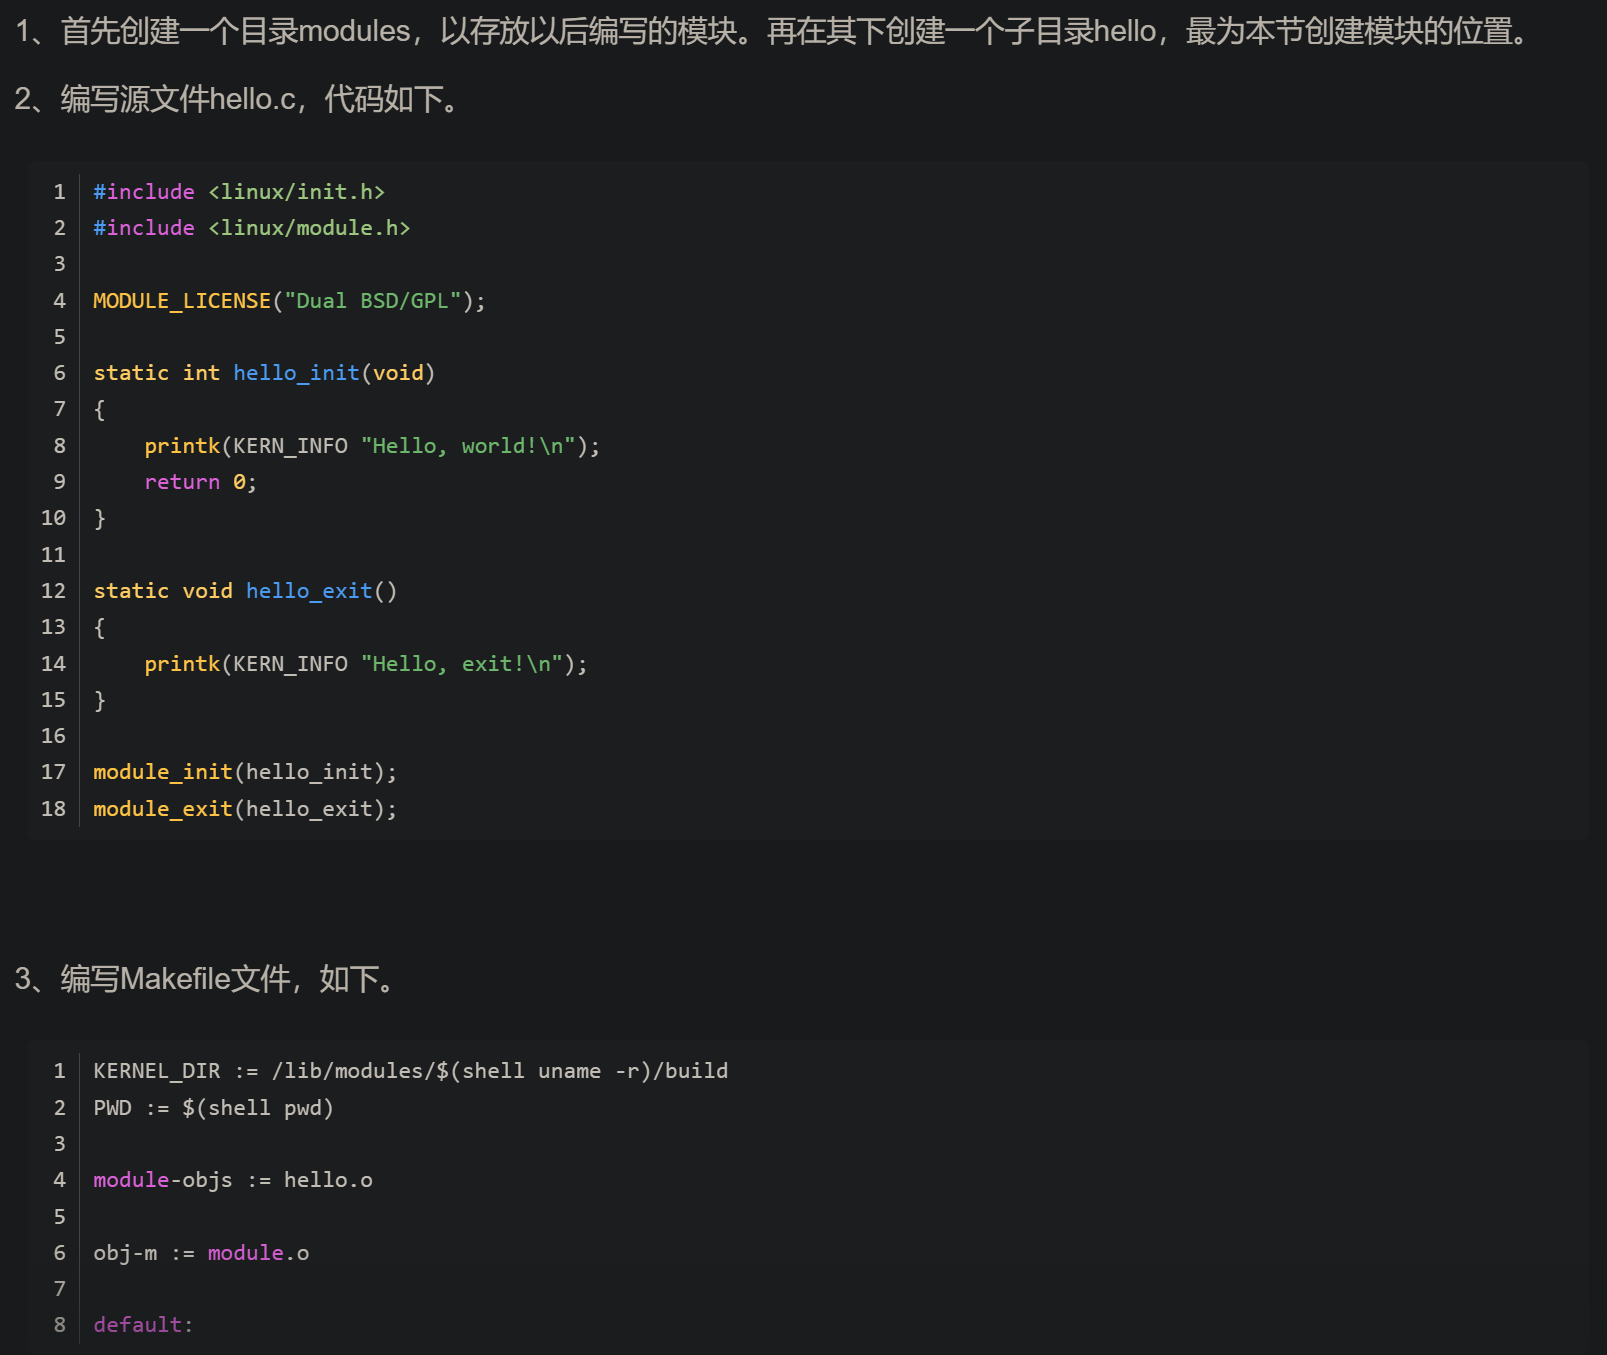 1、首先创建一个目录modules，以存放以后编写的模块。再在其下创建一个子目录hello，最为本节创建模块的位置。
2、编写源文件hello.c，代码如下。
1 #include <linux/init.h>
2 #include <linux/module.h>
3
4 MODULE_LICENSE("Dual BSD/GPL");
5
6 static int hello_init(void)
7 {
8     printk(KERN_INFO "Hello, world!\n");
9     return 0;
10 }
11
12 static void hello_exit()
13 {
14     printk(KERN_INFO "Hello, exit!\n");
15 }
16
17 module_init(hello_init);
18 module_exit(hello_exit);
3、编写Makefile文件，如下。
1 KERNEL_DIR := /lib/modules/$(shell uname -r)/build
2 PWD := $(shell pwd)
3
4 module-objs := hello.o
5
6 obj-m := module.o
7
8 default: